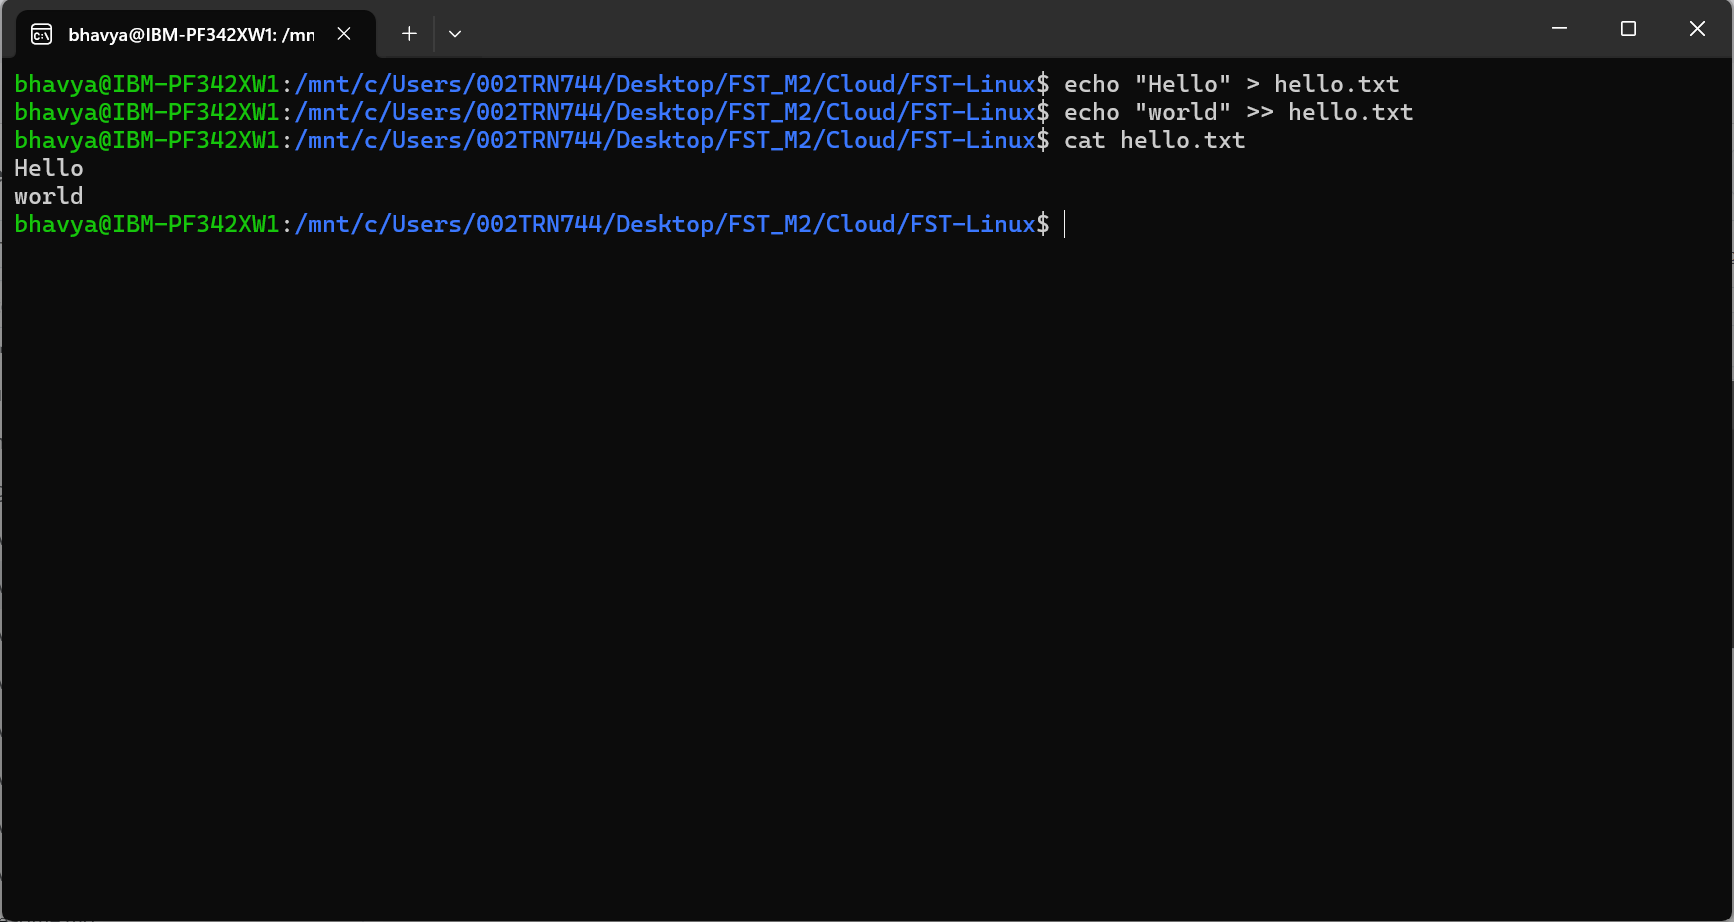 bhavya@IBM-PF342XW1: /mn
bhavya@IBM-PF342XW1:/mnt/c/Users/002TRN744/Desktop/FST_M2/Cloud/FST-Linux$ echo "Hello" > hello.txt
bhavya@IBM-PF342XW1:/mnt/c/Users/002TRN744/Desktop/FST_M2/Cloud/FST-Linux$ echo "world" >> hello.txt
bhavya@IBM-PF342XW1:/mnt/c/Users/002TRN744/Desktop/FST_M2/Cloud/FST-Linux$ cat hello.txt
Hello
world
bhavya@IBM-PF342XW1:/mnt/c/Users/002TRN744/Desktop/FST_M2/Cloud/FST-Linux$